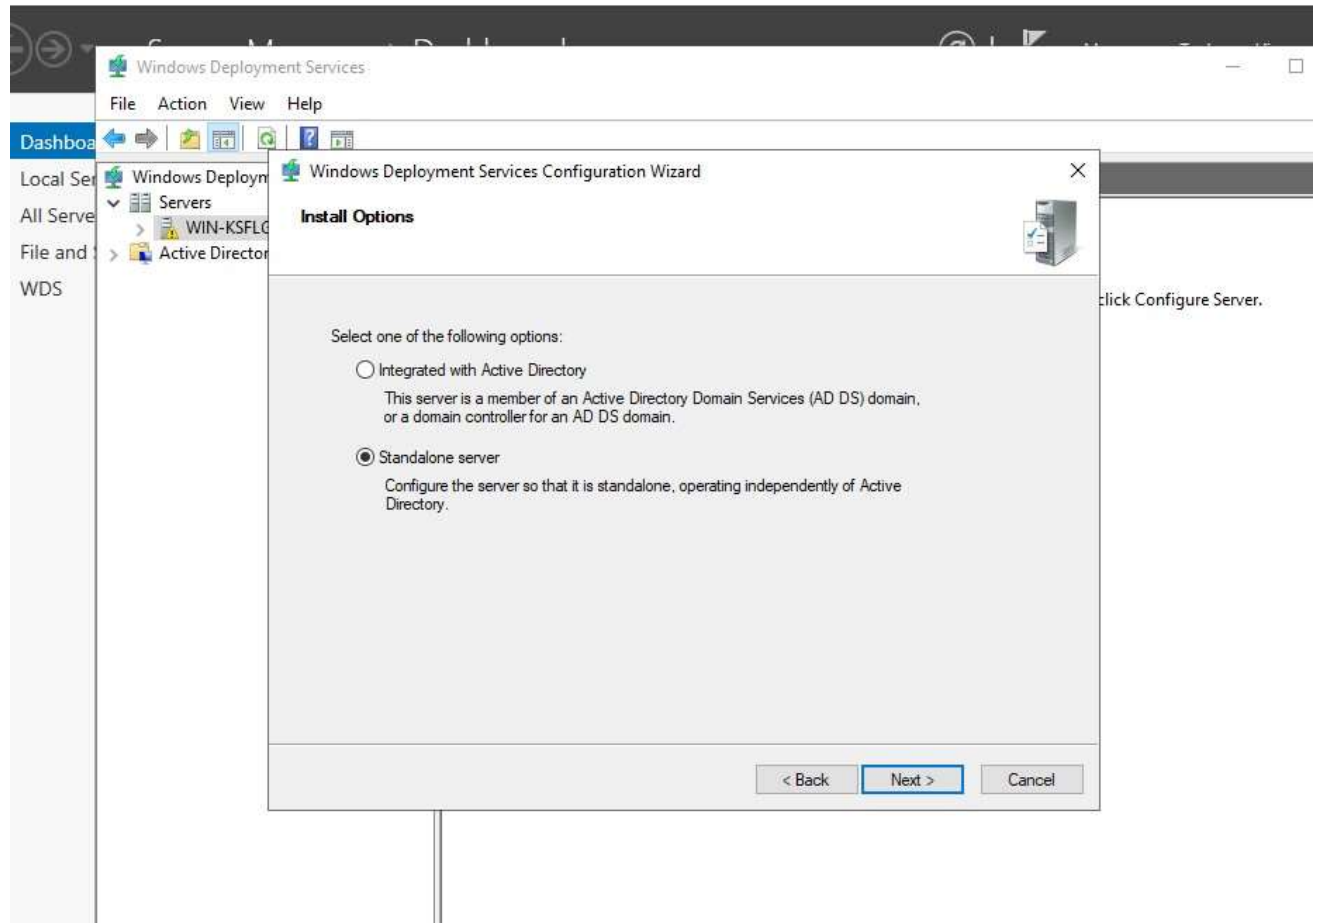 Windows Deployment Services
File Action View Help
Dashboa
Local Ser
All Serve
File and
WDS
Windows Deploym
Servers
WIN-KSFLG
Active Director
Windows Deployment Services Configuration Wizard
Install Options
Select one of the following options:
Integrated with Active Directory
This server is a member of an Active Directory Domain Services (AD DS) domain,
or a domain controller for an AD DS domain.
Standalone server
Configure the server so that it is standalone, operating independently of Active
Directory.
< Back Next > Cancel
click Configure Server.